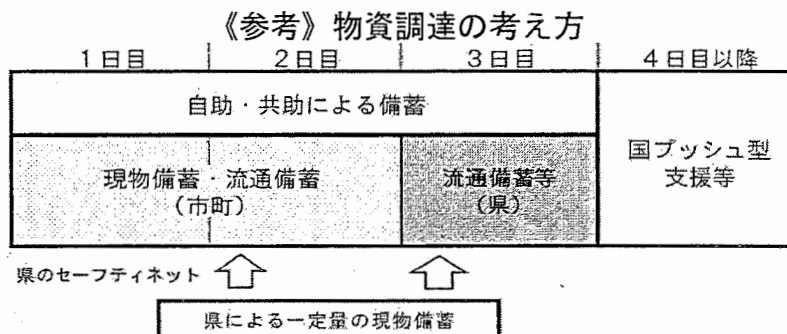 《参考》物資調達の考え方
1日目 2日目 3日目 4日目以降
自助・共助による備蓄
現物備蓄・流通備蓄
(市町)
流通備蓄等
(県)
国プッシュ型
支援等
県のセーフティネット
県による一定量の現物備蓄